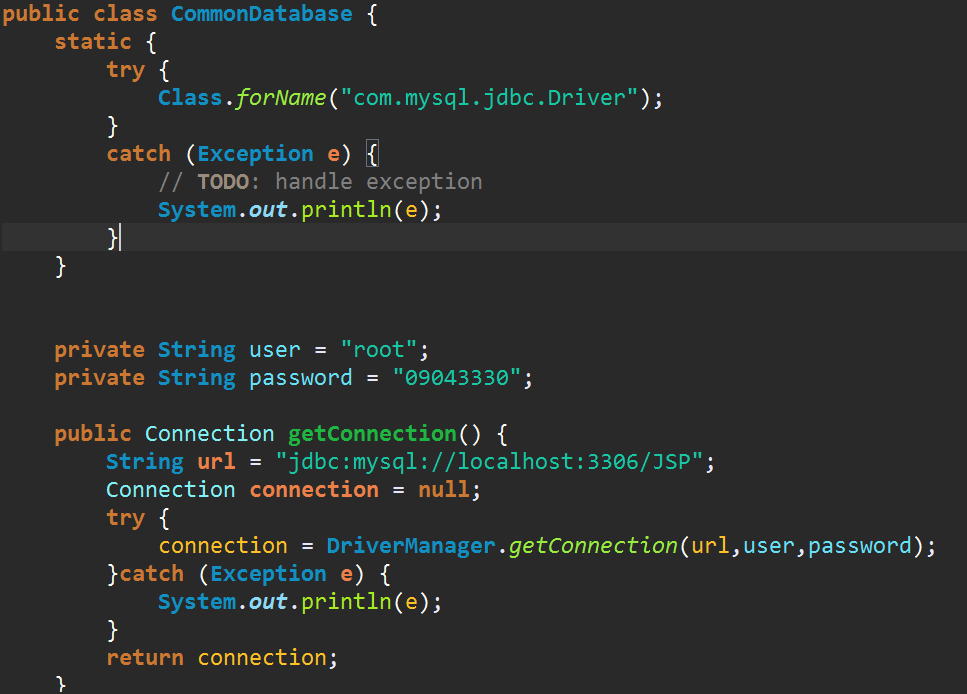 public class CommonDatabase {
    static {
        try {
            Class.forName("com.mysql.jdbc.Driver");
        }
        catch (Exception e) {
            // TODO: handle exception
            System.out.println(e);
        }
    }
    private String user = "root";
    private String password = "09043330";
    public Connection getConnection() {
        String url = "jdbc:mysql://localhost:3306/JSP";
        Connection connection = null;
        try {
            connection = DriverManager.getConnection(url,user,password);
        }catch (Exception e) {
            System.out.println(e);
        }
        return connection;
    }